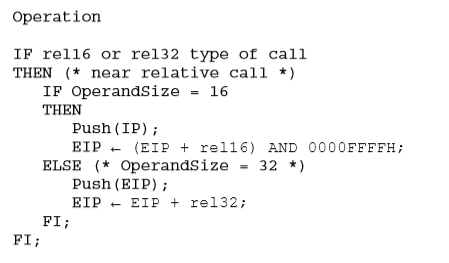 Operation
IF rel16 or rel32 type of call
THEN (* near relative call *)
IF OperandSize = 16
THEN
Push(IP);
EIP ← (EIP + rel16) AND 0000FFFFH;
ELSE (* OperandSize = 32 *)
Push(EIP);
EIP ← EIP + rel32;
FI;
FI;